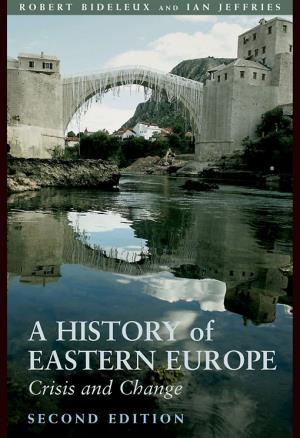 ROBERT BIDELEUX AND IAN JEFFRIES
A HISTORY of
EASTERN EUROPE
Crisis and Change
SECOND EDITION